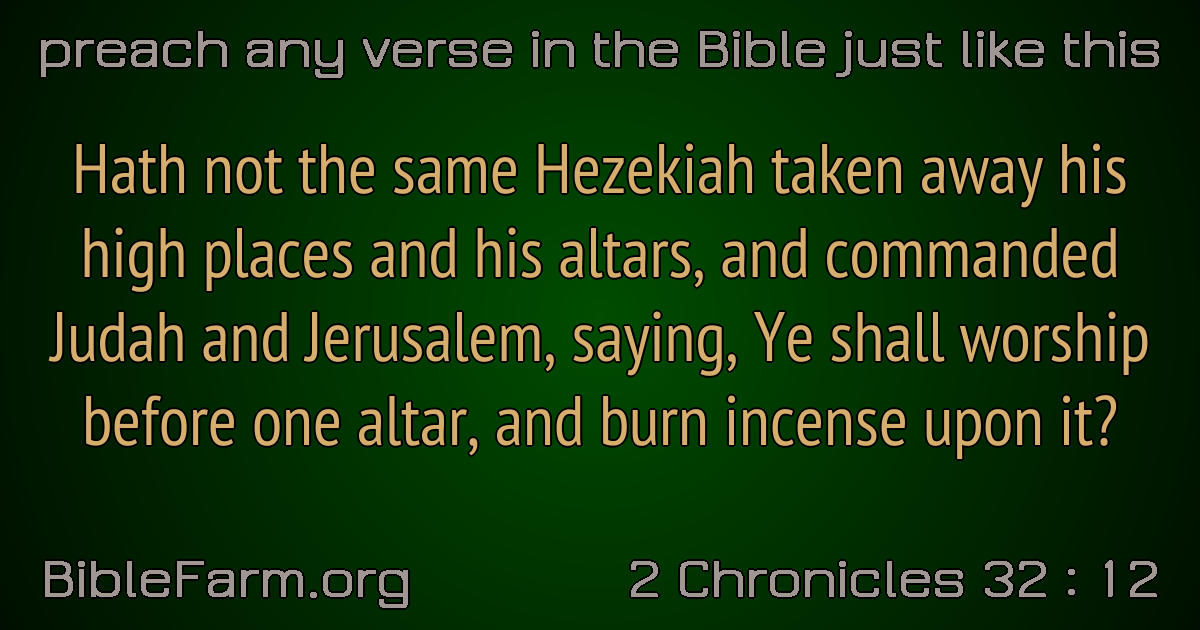 preach any verse in the Bible just like this
Hath not the same Hezekiah taken away his
high places and his altars, and commanded
Judah and Jerusalem, saying, Ye shall worship
before one altar, and burn incense upon it?
BibleFarm.org
2 Chronicles 32 : 12